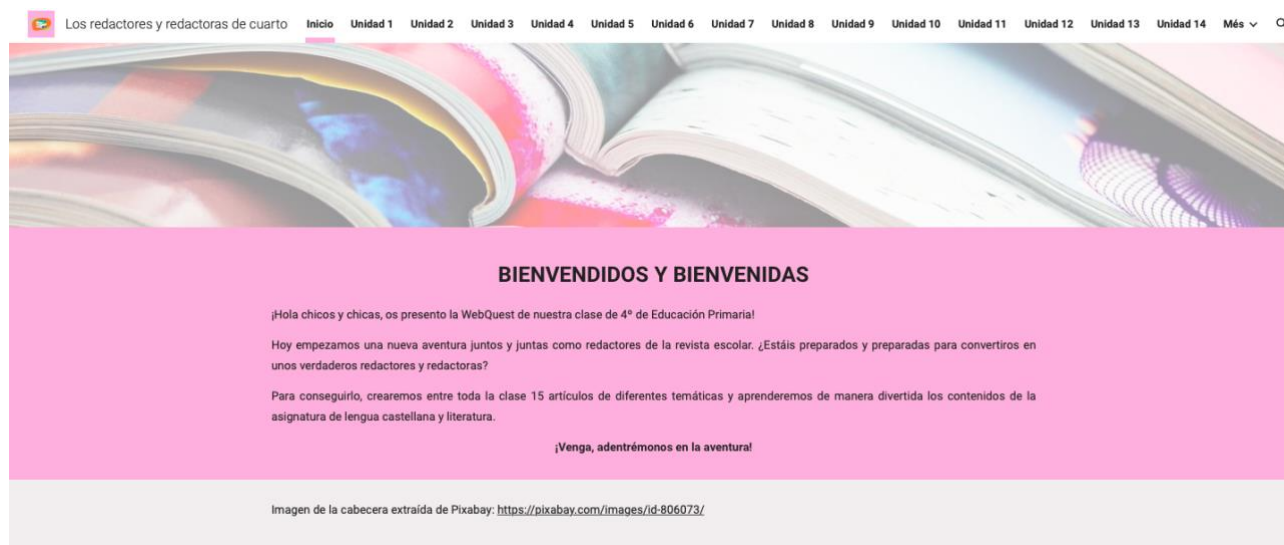 Los redactores y redactoras de cuarto Inicio Unidad 1 Unidad 2 Unidad 3 Unidad 4 Unidad 5 Unidad 6 Unidad 7 Unidad 8 Unidad 9 Unidad 10 Unidad 11 Unidad 12 Unidad 13 Unidad 14 Més
BIENVENDIDOS Y BIENVENIDAS
¡Hola chicos y chicas, os presento la WebQuest de nuestra clase de 4º de Educación Primaria!
Hoy empezamos una nueva aventura juntos y juntas como redactores de la revista escolar. ¿Estáis preparados y preparadas para convertiros en
unos verdaderos redactores y redactoras?
Para conseguirlo, crearemos entre toda la clase 15 artículos de diferentes temáticas y aprenderemos de manera divertida los contenidos de la
asignatura de lengua castellana y literatura.
¡Venga, adentrémonos en la aventura!
Imagen de la cabecera extraída de Pixabay: https://pixabay.com/images/id-806073/